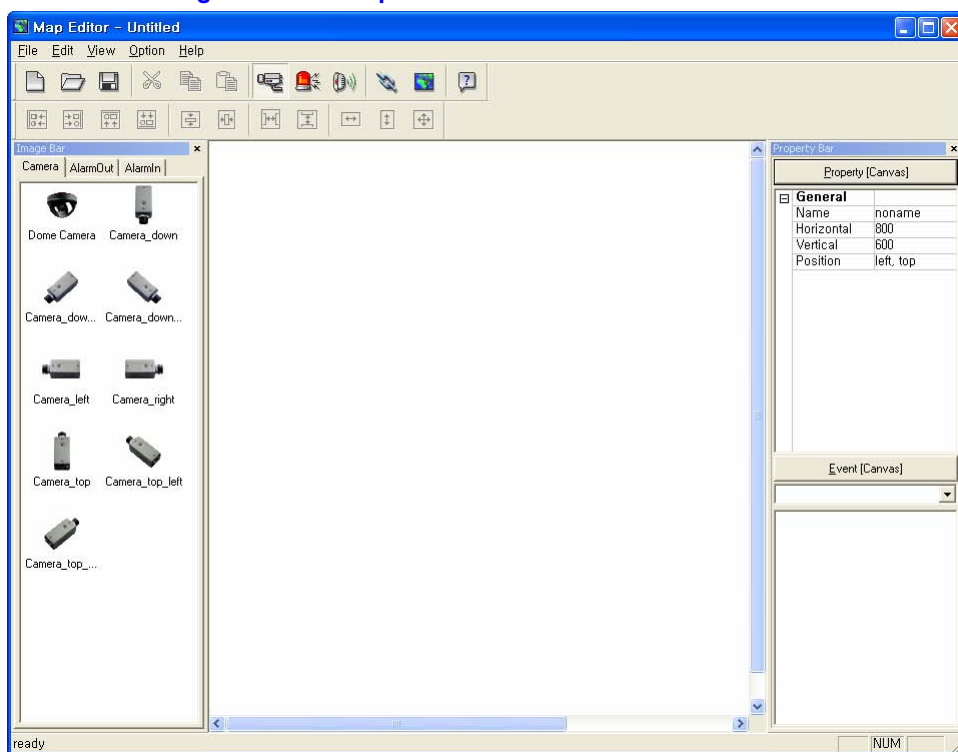 Map Editor - Untitled
File Edit View Option Help
Image Bar
Camera AlarmOut AlarmIn
Dome Camera Camera_down
Camera_dow... Camera_down...
Camera_left Camera_right
Camera_top Camera_top_left
Camera_top_...
Property Bar
Property [Canvas]
General
Name noname
Horizontal 800
Vertical 600
Position left, top
Event [Canvas]
ready NUM